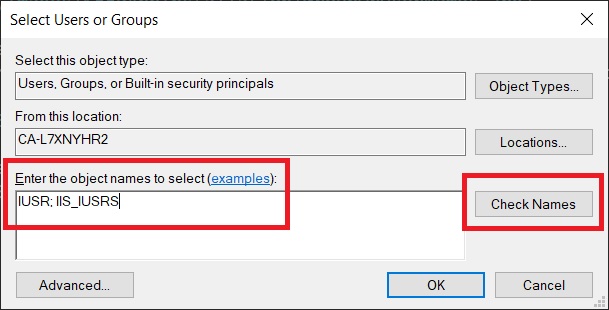 Select Users or Groups
Select this object type:
Users, Groups, or Built-in security principals
Object Types...
From this location:
CA-L7XNYHR2
Locations...
Enter the object names to select (examples):
IUSR; IIS_IUSRS
Check Names
Advanced...
OK
Cancel